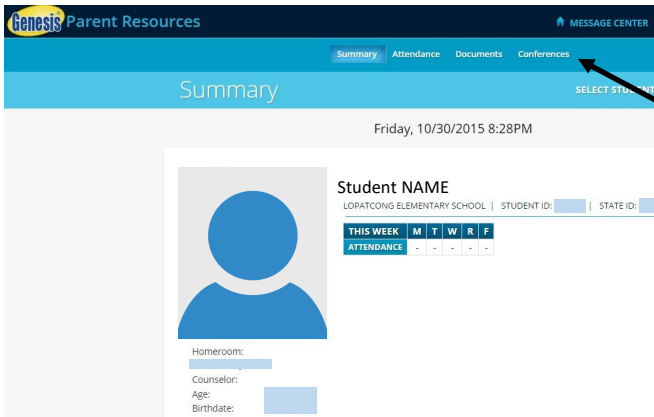 Genesis Parent Resources MESSAGE CENTER
Summary Attendance Documents Conferences
Summary SELECT STUDENT
Friday, 10/30/2015 8:28PM
Student NAME
LOPATCONG ELEMENTARY SCHOOL | STUDENT ID: | STATE ID:
THIS WEEK M T W R F
ATTENDANCE - - - - -
Homeroom:
Counselor:
Age:
Birthdate: